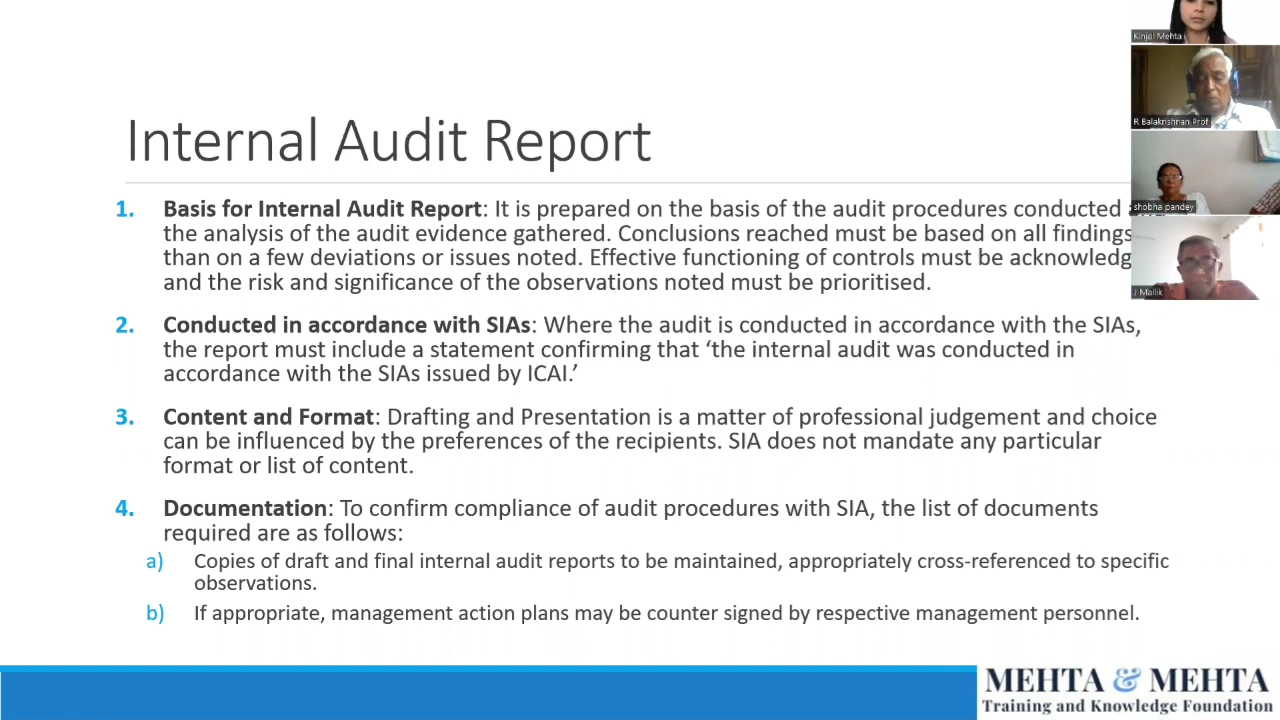 Internal Audit Report
1. Basis for Internal Audit Report: It is prepared on the basis of the audit procedures conducted
the analysis of the audit evidence gathered. Conclusions reached must be based on all findings
than on a few deviations or issues noted. Effective functioning of controls must be acknowledg
and the risk and significance of the observations noted must be prioritised.
2. Conducted in accordance with SIAs: Where the audit is conducted in accordance with the SIAs,
the report must include a statement confirming that ‘the internal audit was conducted in
accordance with the SIAs issued by ICAI.’
3. Content and Format: Drafting and Presentation is a matter of professional judgement and choice
can be influenced by the preferences of the recipients. SIA does not mandate any particular
format or list of content.
4. Documentation: To confirm compliance of audit procedures with SIA, the list of documents
required are as follows:
a) Copies of draft and final internal audit reports to be maintained, appropriately cross-referenced to specific
observations.
b) If appropriate, management action plans may be counter signed by respective management personnel.
Kinjal Mehta
R Balakrishnan Prof
shobha pandey
J Mallik
MEHTA & MEHTA
Training and Knowledge Foundation